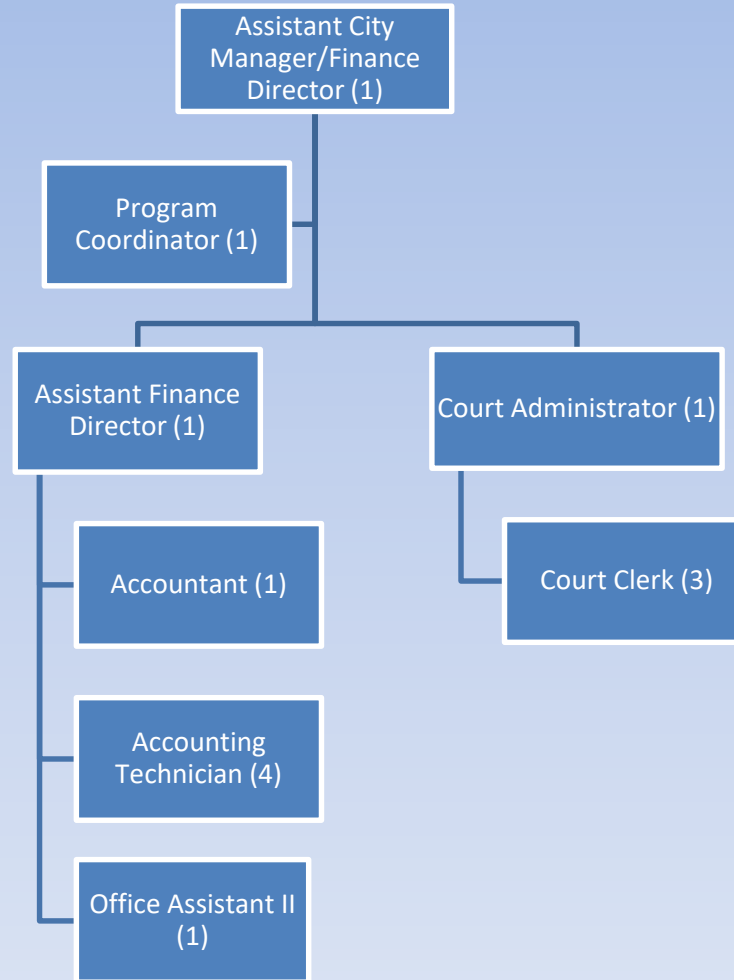 Assistant City
Manager/Finance
Director (1)
Program
Coordinator (1)
Assistant Finance
Director (1)
Court Administrator (1)
Accountant (1)
Court Clerk (3)
Accounting
Technician (4)
Office Assistant II
(1)